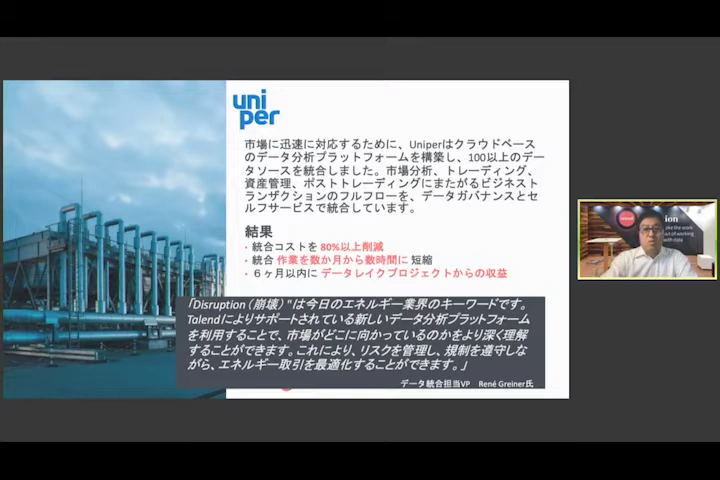 uni
per
市場に迅速に対応するために、Uniperはクラウドベース
のデータ分析プラットフォームを構築し、100以上のデー
タソースを統合しました。市場分析、トレーディング、
資産管理、ポストトレーディングにまたがるビジネスト
ランザクションのフルフローを、データガバナンスとセ
ルフサービスで統合しています。
結果
・統合コストを 80%以上削減
・統合 作業を数か月から数時間に 短縮
・６ヶ月以内に データレイクプロジェクトからの収益
「Disruption（崩壊）"は今日のエネルギー業界のキーワードです。
Talendによりサポートされている新しいデータ分析プラットフォーム
を利用することで、市場がどこに向かっているのかをより深く理解
することができます。これにより、リスクを管理し、規制を遵守しな
がら、エネルギー取引を最適化することができます。」
データ統合担当VP　René Greiner氏